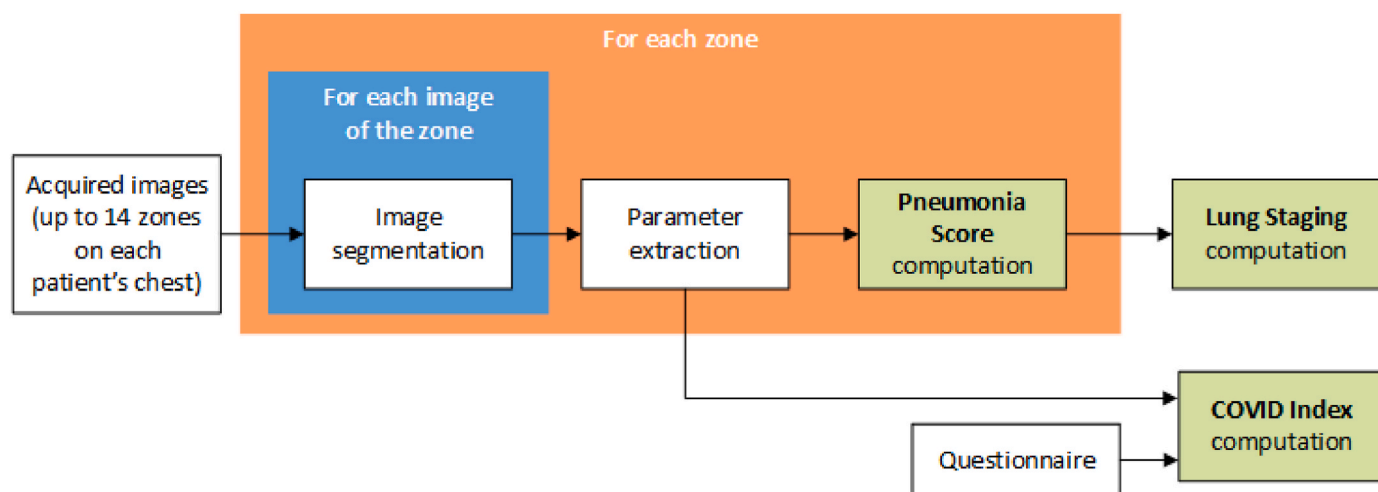 For each zone
For each image
of the zone
Acquired images
(up to 14 zones
on each
patient's chest)
Image
segmentation
Parameter
extraction
Pneumonia
Score
computation
Lung Staging
computation
COVID Index
computation
Questionnaire